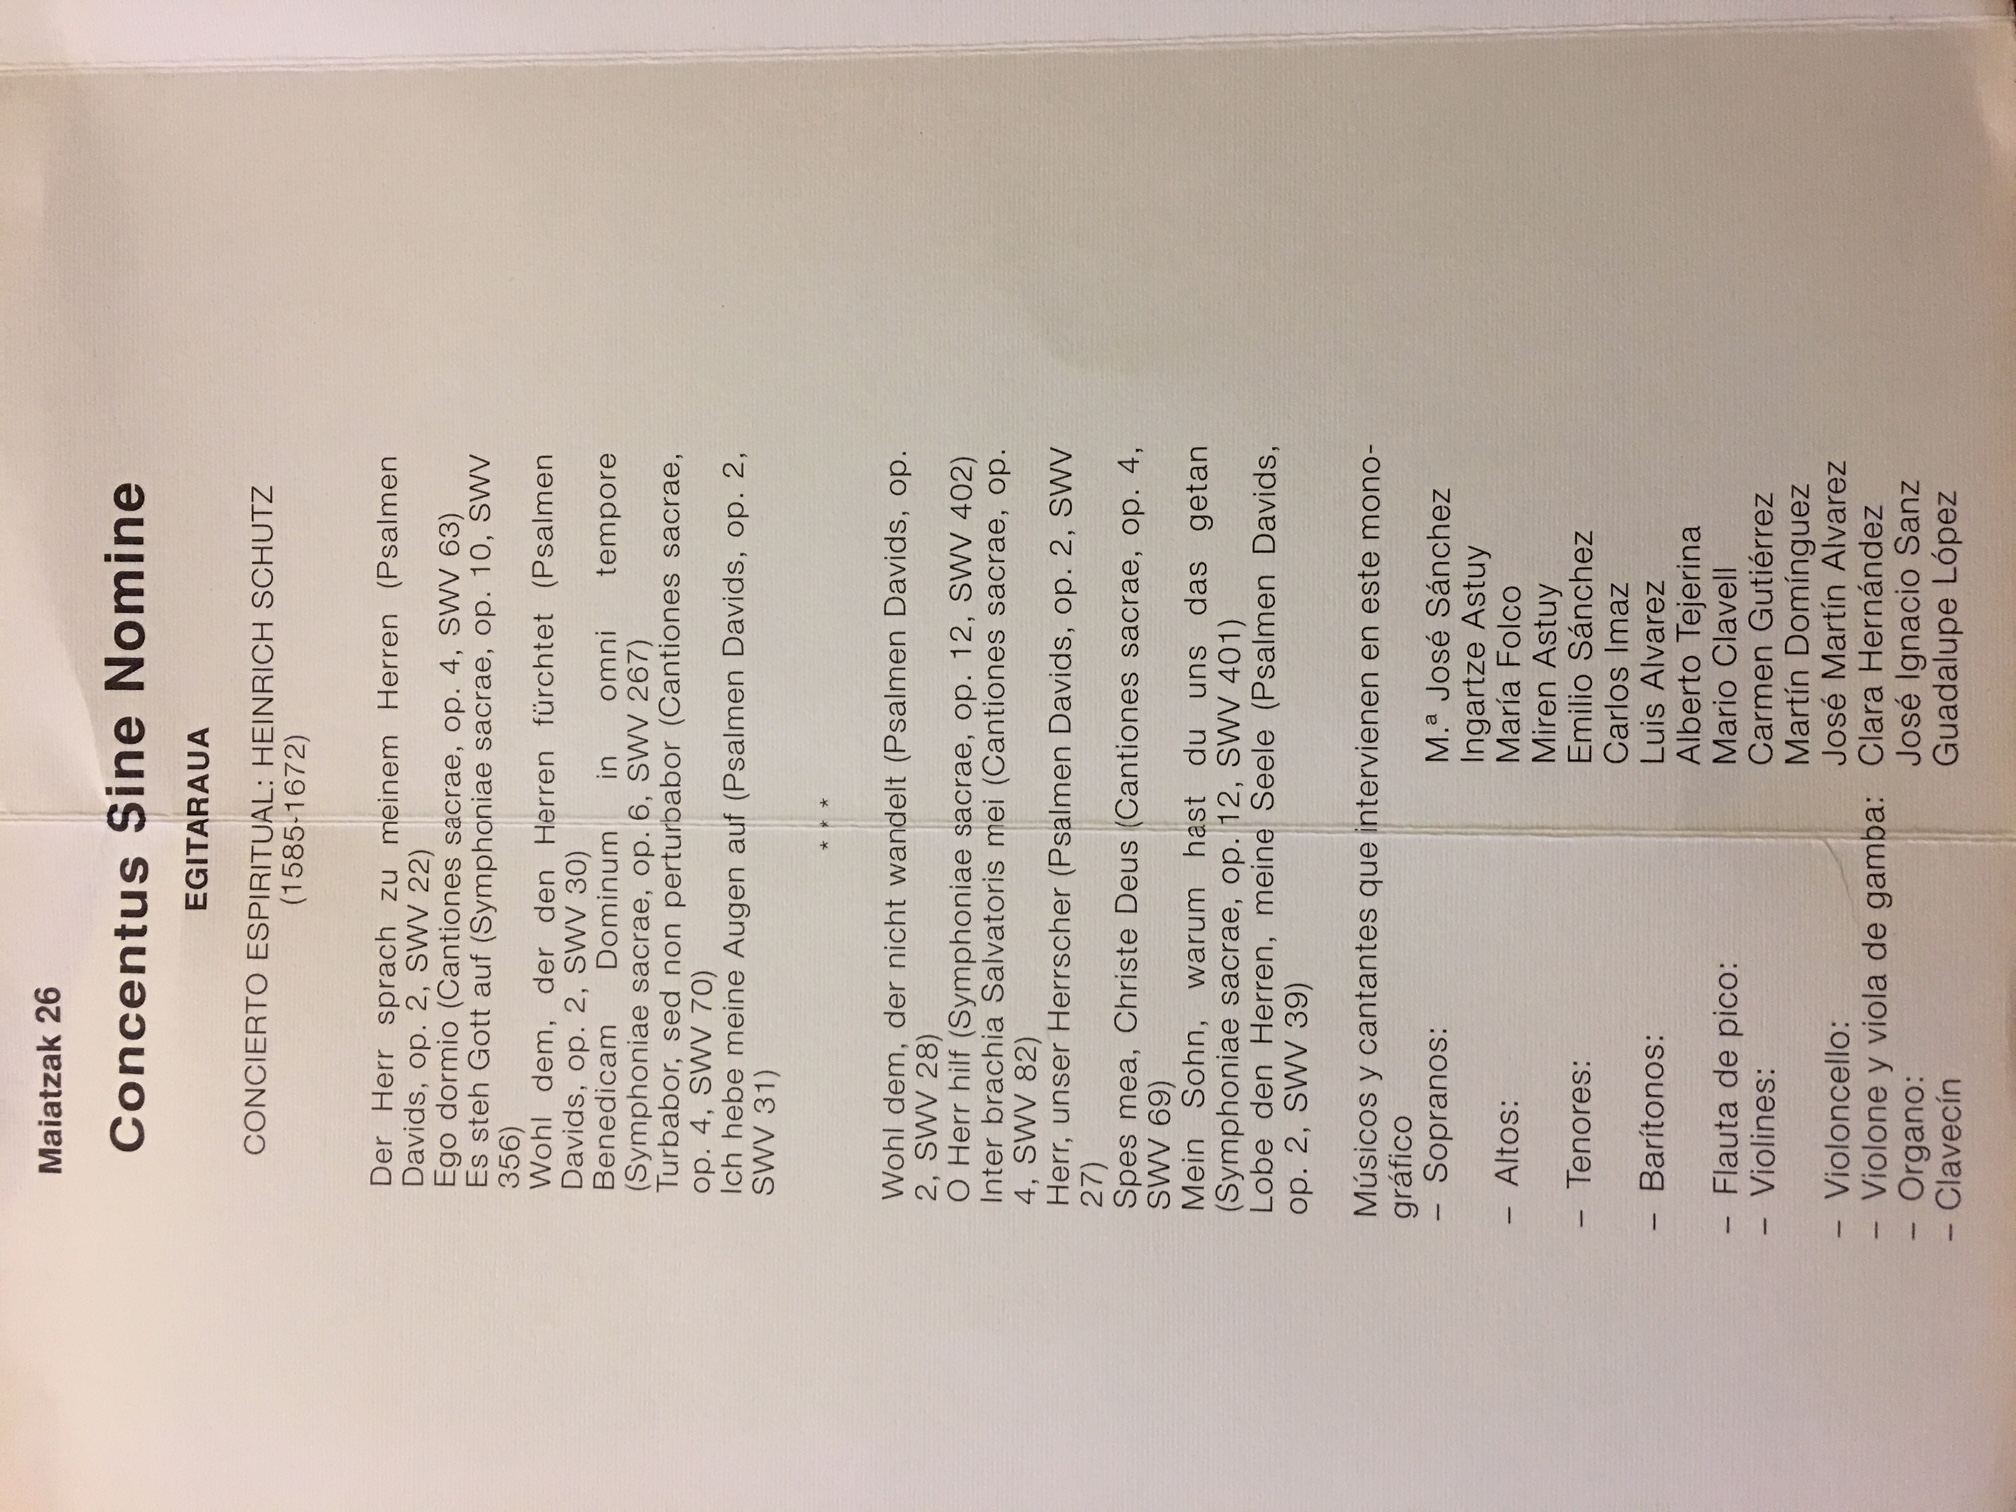 Maiatzak 26
Concentus Sine Nomine
EGITARAUA
CONCIERTO ESPIRITUAL: HEINRICH SCHUTZ
(1585-1672)
Der Herr sprach zu meinem Herren (Psalmen
Davids, op. 2, SWV 22)
Ego dormio (Cantiones sacrae, op. 4, SWV 63)
Es steh Gott auf (Symphoniae sacrae, op. 10, SWV
356)
Wohl dem, der den Herren fürchtet (Psalmen
Davids, op. 2, SWV 30)
Benedicam Dominum in omni tempore
(Symphoniae sacrae, op. 6, SWV 267)
Turbabor, sed non perturbabor (Cantiones sacrae,
op. 4, SWV 70)
Ich hebe meine Augen auf (Psalmen Davids, op. 2,
SWV 31)
* * *
Wohl dem, der nicht wandelt (Psalmen Davids, op.
2, SWV 28)
O Herr hilf (Symphoniae sacrae, op. 12, SWV 402)
Inter brachia Salvatoris mei (Cantiones sacrae, op.
4, SWV 82)
Herr, unser Herrscher (Psalmen Davids, op. 2, SWV
27)
Spes mea, Christe Deus (Cantiones sacrae, op. 4,
SWV 69)
Mein Sohn, warum hast du uns das getan
(Symphoniae sacrae, op. 12, SWV 401)
Lobe den Herren, meine Seele (Psalmen Davids,
op. 2, SWV 39)
Músicos y cantantes que intervienen en este mono-
gráfico
– Sopranos: M.ª José Sánchez
Ingartze Astuy
– Altos: María Folco
Miren Astuy
– Tenores: Emilio Sánchez
Carlos Imaz
– Barítonos: Luis Alvarez
Alberto Tejerina
– Flauta de pico: Mario Clavell
– Violines: Carmen Gutiérrez
Martín Domínguez
– Violoncello: José Martín Alvarez
– Violone y viola de gamba: Clara Hernández
– Organo: José Ignacio Sanz
– Clavecín Guadalupe López